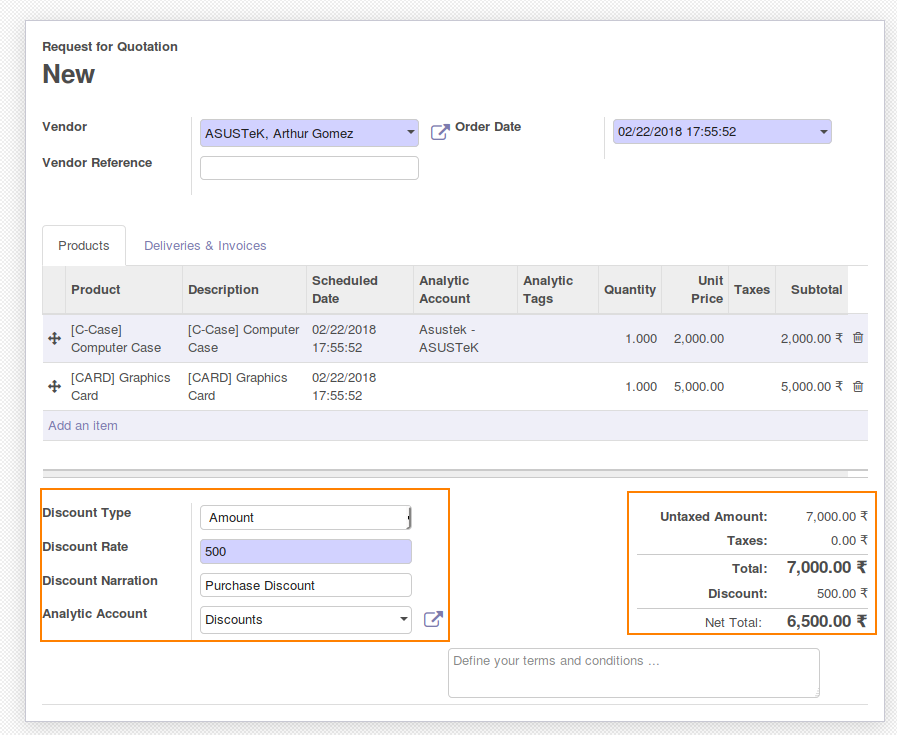 Request for Quotation
New
Vendor
ASUSTeK, Arthur Gomez
Order Date
02/22/2018 17:55:52
Vendor Reference
Products
Deliveries & Invoices
Product
Description
Scheduled
Date
Analytic
Account
Analytic
Tags
Quantity
Unit
Price
Taxes
Subtotal
[C-Case]
Computer Case
[C-Case] Computer
Case
02/22/2018
17:55:52
Asustek -
ASUSTeK
1.000
2,000.00
2,000.00 ₹
[CARD] Graphics
Card
[CARD] Graphics
Card
02/22/2018
17:55:52
1.000
5,000.00
5,000.00 ₹
Add an item
Discount Type
Amount
Discount Rate
500
Discount Narration
Purchase Discount
Analytic Account
Discounts
Untaxed Amount: 7,000.00 ₹
Taxes: 0.00 ₹
Total: 7,000.00 ₹
Discount: 500.00 ₹
Net Total: 6,500.00 ₹
Define your terms and conditions ...